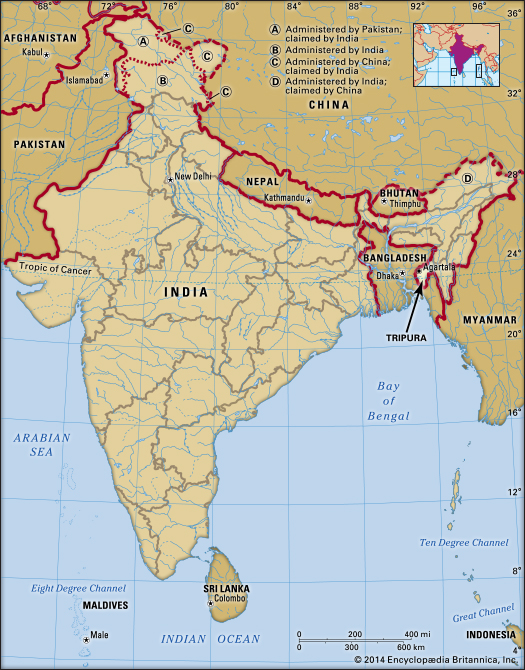 68° 72° 76° 80° 84° 88° 92° 96° 36°
AFGHANISTAN
Kabul
Islamabad
A
C
C
B
C
A Administered by Pakistan;
claimed by India
B Administered by India
C Administered by China;
claimed by India
D Administered by India;
claimed by China
CHINA
32°
PAKISTAN
New Delhi
NEPAL
Kathmandu
BHUTAN
Thimphu
D
28°
Tropic of Cancer
INDIA
BANGLADESH
Dhaka
Agartala
24°
TRIPURA
MYANMAR
20°
Bay
of
Bengal
16°
ARABIAN
SEA
12°
Ten Degree Channel
8°
Eight Degree Channel
MALDIVES
Male
SRI LANKA
Colombo
INDIAN OCEAN
Great Channel
INDONESIA
0 200 400 mi
0 300 600 km
4°
© 2014 Encyclopædia Britannica, Inc.